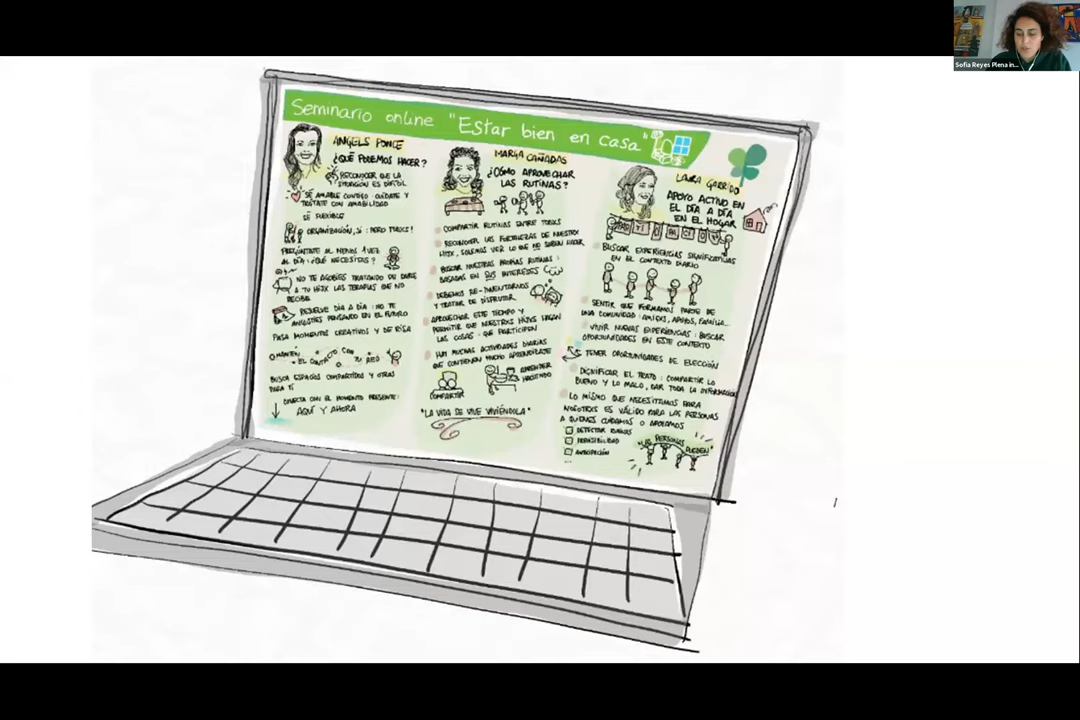 Sofia Reyes Plena in...
Seminario online "Estar bien en casa"
ANGELS PONCE
¿QUÉ PODEMOS HACER?
RECONOCER QUE LA
SITUACIÓN ES DIFÍCIL
SÉ AMABLE CONTIGO: CUÍDATE Y
TRÁTATE CON AMABILIDAD
SÉ FLEXIBLE
ORGANIZACIÓN, SÍ: PERO TODXS!
PREGÚNTATE AL MENOS 1 VEZ
AL DÍA: ¿QUÉ NECESITAS?
NO TE AGOBIES TRATANDO DE DARLE
A TU HIJX LAS TERAPIAS QUE NO
RECIBE
RESUELVE DÍA A DÍA: NO TE
ANGUSTIES PENSANDO EN EL FUTURO
PASA MOMENTOS CREATIVOS Y DE RISA
MANTÉN
EL CONTACTO CON
TU RED
BUSCA ESPACIOS COMPARTIDOS Y OTROS
PARA TI
CONECTA CON EL MOMENTO PRESENTE:
AQUÍ Y AHORA
MARGA CAÑADAS
¿CÓMO APROVECHAR
LAS RUTINAS?
COMPARTIR RUTINAS ENTRE TODXS
RECONOCER LAS FORTALEZAS DE NUESTRX
HIJX, SOLEMOS VER LO QUE NO SABEN HACER
BUSCAR NUESTRAS PROPIAS RUTINAS:
BASADAS EN SUS INTERESES
DEBEMOS RE-INVENTARNOS
Y TRATAR DE DISFRUTAR
APROVECHAR ESTE TIEMPO Y
PERMITIR QUE NUESTRXS HIJXS HAGAN
LAS COSAS: QUE PARTICIPEN
HAY MUCHAS ACTIVIDADES DIARIAS
QUE CONTIENEN MUCHO APRENDIZAJE
COMPARTIR
APRENDER
HACIENDO
"LA VIDA SE VIVE VIVIÉNDOLA"
LAURA GARRIDO
APOYO ACTIVO EN
EL DÍA A DÍA
EN EL HOGAR
BUSCAR EXPERIENCIAS SIGNIFICATIVAS
EN EL CONTEXTO DIARIO
SENTIR QUE FORMAMOS PARTE DE
UNA COMUNIDAD: AMIGXS, APOYOS, FAMILIA...
VIVIR NUEVAS EXPERIENCIAS: BUSCAR
OPORTUNIDADES EN ESTE CONTEXTO
TENER OPORTUNIDADES DE ELECCIÓN
DIGNIFICAR EL TRATO: COMPARTIR LO
BUENO Y LO MALO, DAR TODA LA INFORMACIÓN
LO MISMO QUE NECESITAMOS PARA
NOSOTRXS ES VÁLIDO PARA LAS PERSONAS
A QUIENES CUIDAMOS O APOYAMOS
DETECTAR
ANTICIPACIÓN
...
"LAS PERSONAS
PUEDEN"